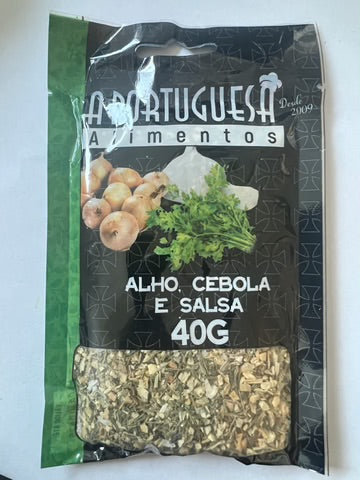 A PORTUGUESA
Desde
2009
Alimentos
ALHO, CEBOLA
E SALSA
40G